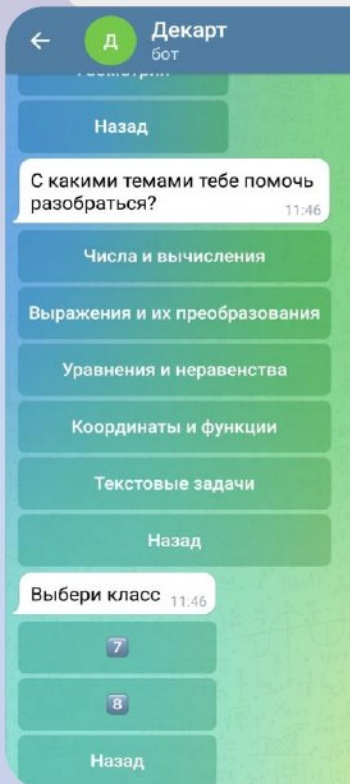 Д
Декарт
бот
Назад
С какими темами тебе помочь
разобраться?
11:46
Числа и вычисления
Выражения и их преобразования
Уравнения и неравенства
Координаты и функции
Текстовые задачи
Назад
Выбери класс
11:46
7
8
Назад